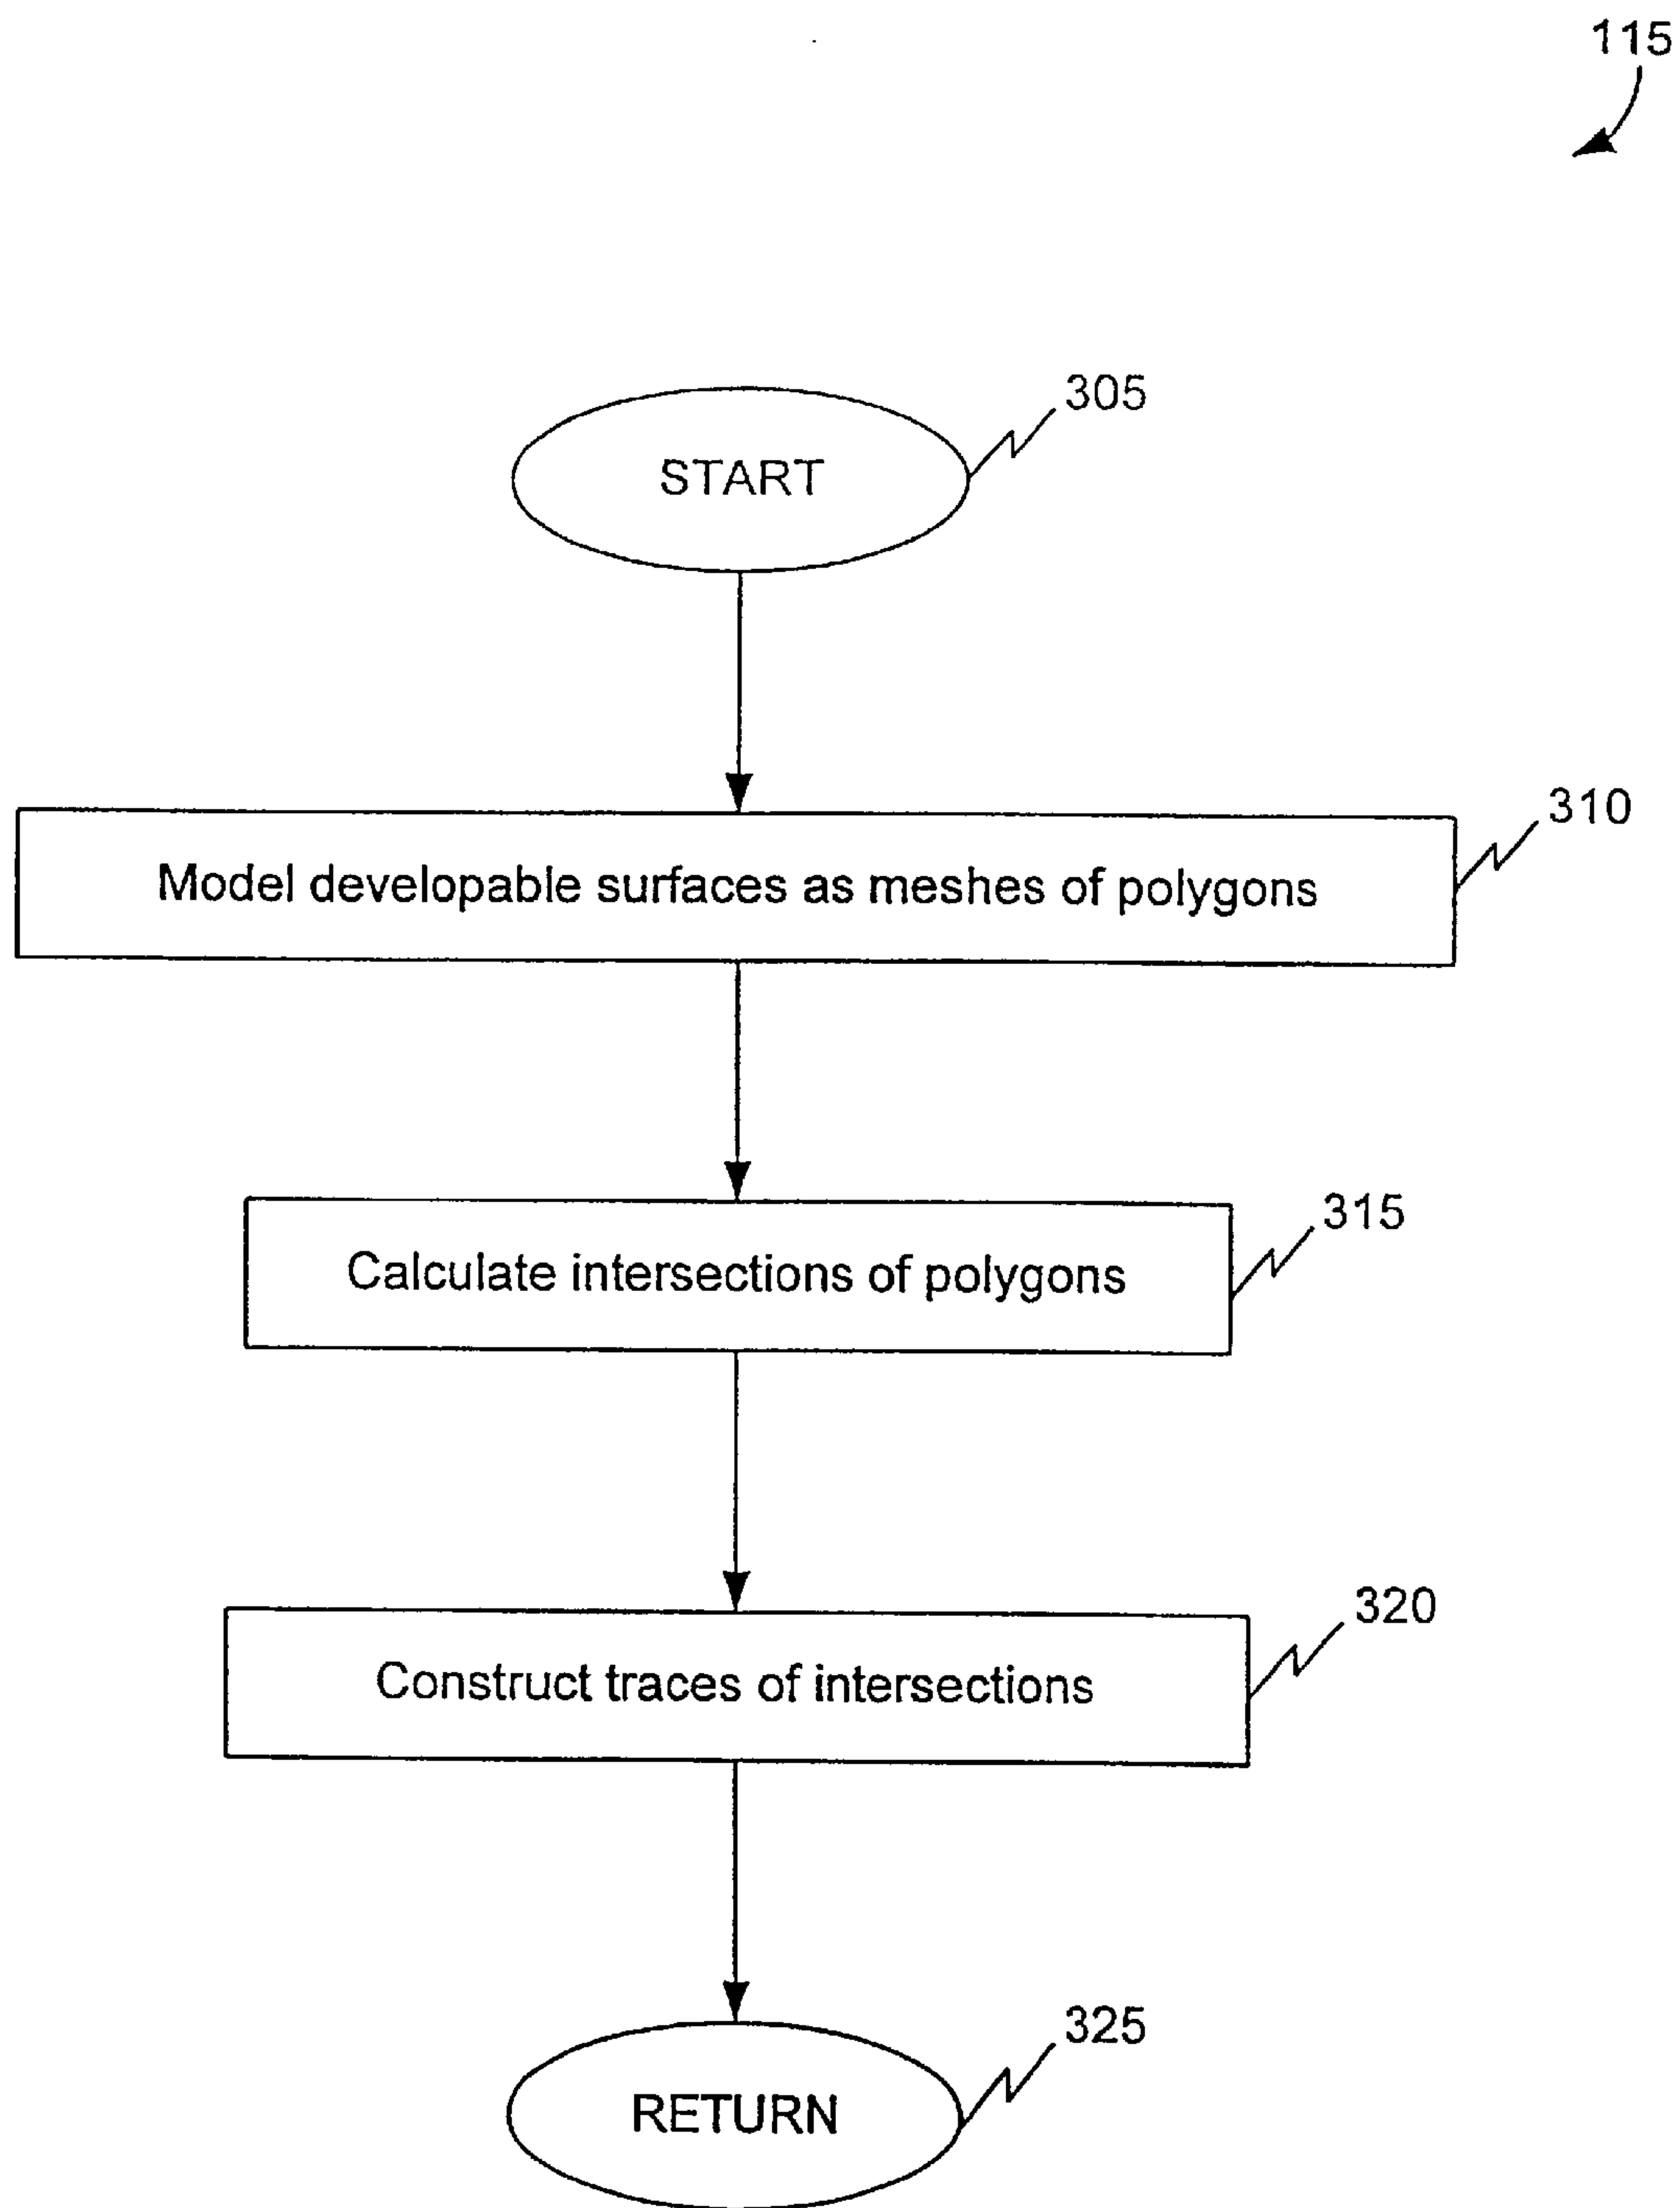 115
305
START
310
Model developable surfaces as meshes of polygons
315
Calculate intersections of polygons
320
Construct traces of intersections
325
RETURN